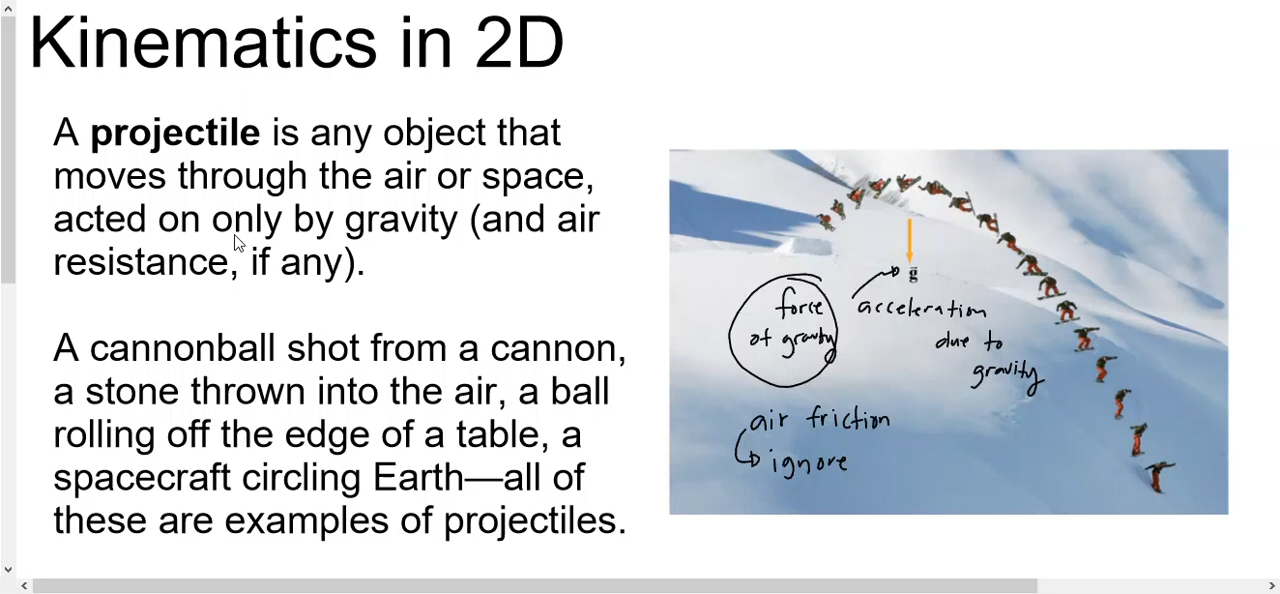 Kinematics in 2D
A projectile is any object that
moves through the air or space,
acted on only by gravity (and air
resistance, if any).
A cannonball shot from a cannon,
a stone thrown into the air, a ball
rolling off the edge of a table, a
spacecraft circling Earth—all of
these are examples of projectiles.
g
force
of gravity
acceleration
due to
gravity
air friction
ignore